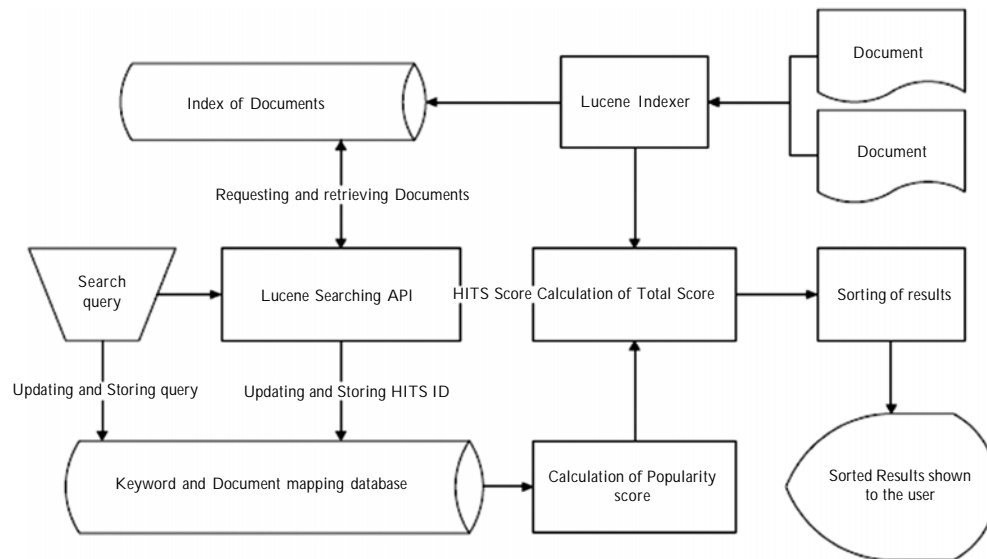 Document
Index of Documents
Lucene Indexer
Document
Requesting and retrieving Documents
Search
query
Lucene Searching API
HITS Score Calculation of Total Score
Sorting of results
Updating and Storing query
Updating and Storing HITS ID
Keyword and Document mapping database
Calculation of Popularity
score
Sorted Results shown
to the user